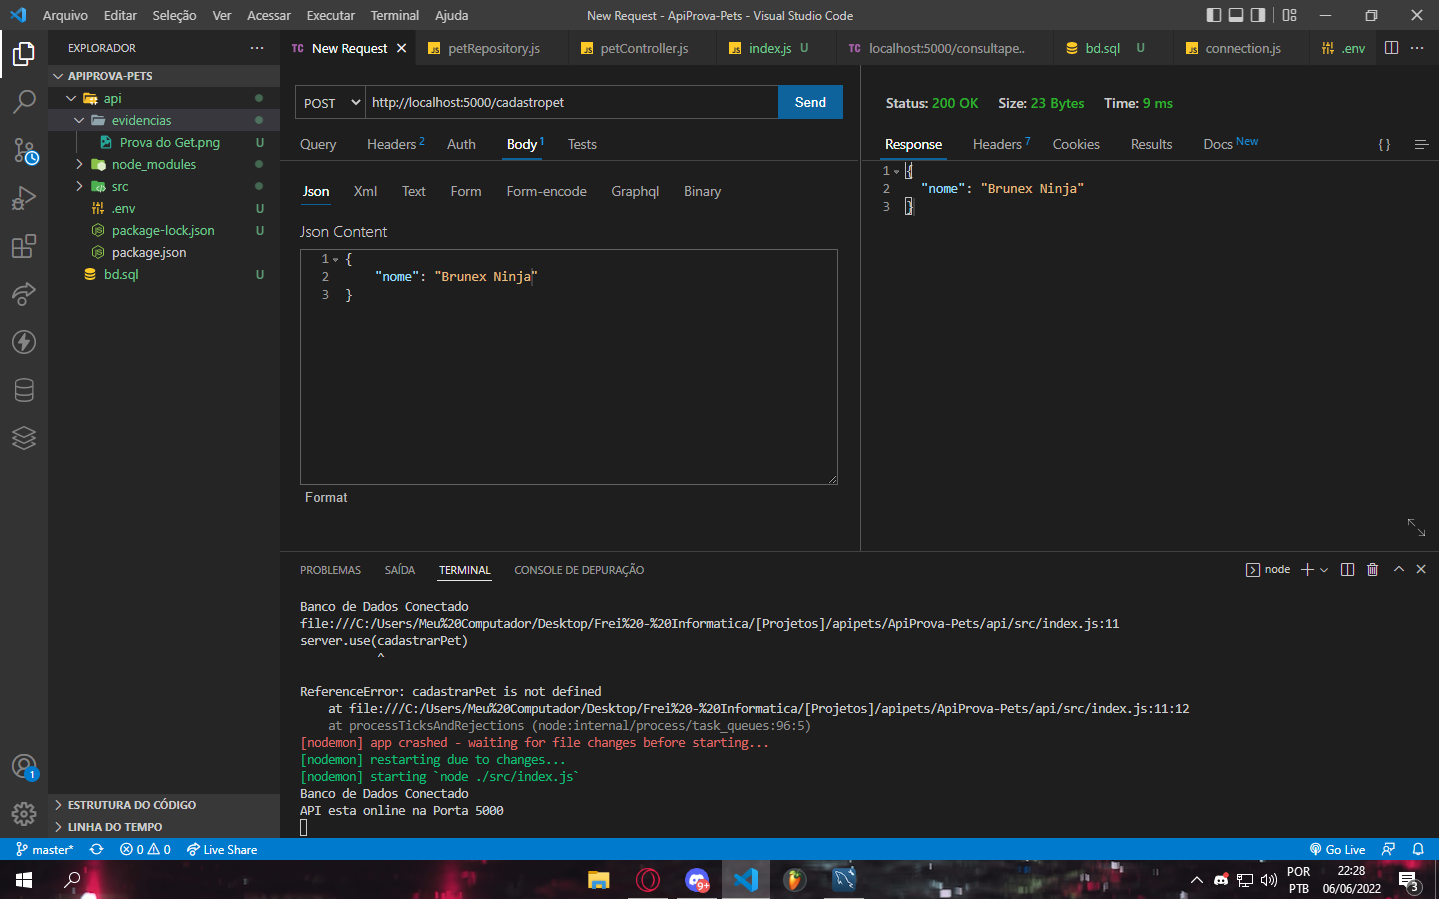 Arquivo Editar Seleção Ver Acessar Executar Terminal Ajuda
New Request - ApiProva-Pets - Visual Studio Code
EXPLORADOR
APIPROVA-PETS
api
evidencias
Prova do Get.png U
node_modules
src
.env U
package-lock.json U
package.json
bd.sql U
ESTRUTURA DO CÓDIGO
LINHA DO TEMPO
TC New Request
JS petRepository.js
JS petController.js
JS index.js U
TC localhost:5000/consultape..
bd.sql U
JS connection.js
.env
POST http://localhost:5000/cadastropet Send
Query Headers 2 Auth Body 1 Tests
Json Xml Text Form Form-encode Graphql Binary
Json Content
1 {
2 "nome": "Brunex Ninja"
3 }
Format
Status: 200 OK Size: 23 Bytes Time: 9 ms
Response Headers 7 Cookies Results Docs New { }
1 {
2 "nome": "Brunex Ninja"
3 }
PROBLEMAS SAÍDA TERMINAL CONSOLE DE DEPURAÇÃO
node
Banco de Dados Conectado
file:///C:/Users/Meu%20Computador/Desktop/Frei%20-%20Informatica/[Projetos]/apipets/ApiProva-Pets/api/src/index.js:11
server.use(cadastrarPet)
^
ReferenceError: cadastrarPet is not defined
at file:///C:/Users/Meu%20Computador/Desktop/Frei%20-%20Informatica/[Projetos]/apipets/ApiProva-Pets/api/src/index.js:11:12
at processTicksAndRejections (node:internal/process/task_queues:96:5)
[nodemon] app crashed - waiting for file changes before starting...
[nodemon] restarting due to changes...
[nodemon] starting `node ./src/index.js`
Banco de Dados Conectado
API esta online na Porta 5000
1
master* 0 0 Live Share
Go Live
9+
POR
PTB
22:28
06/06/2022
3